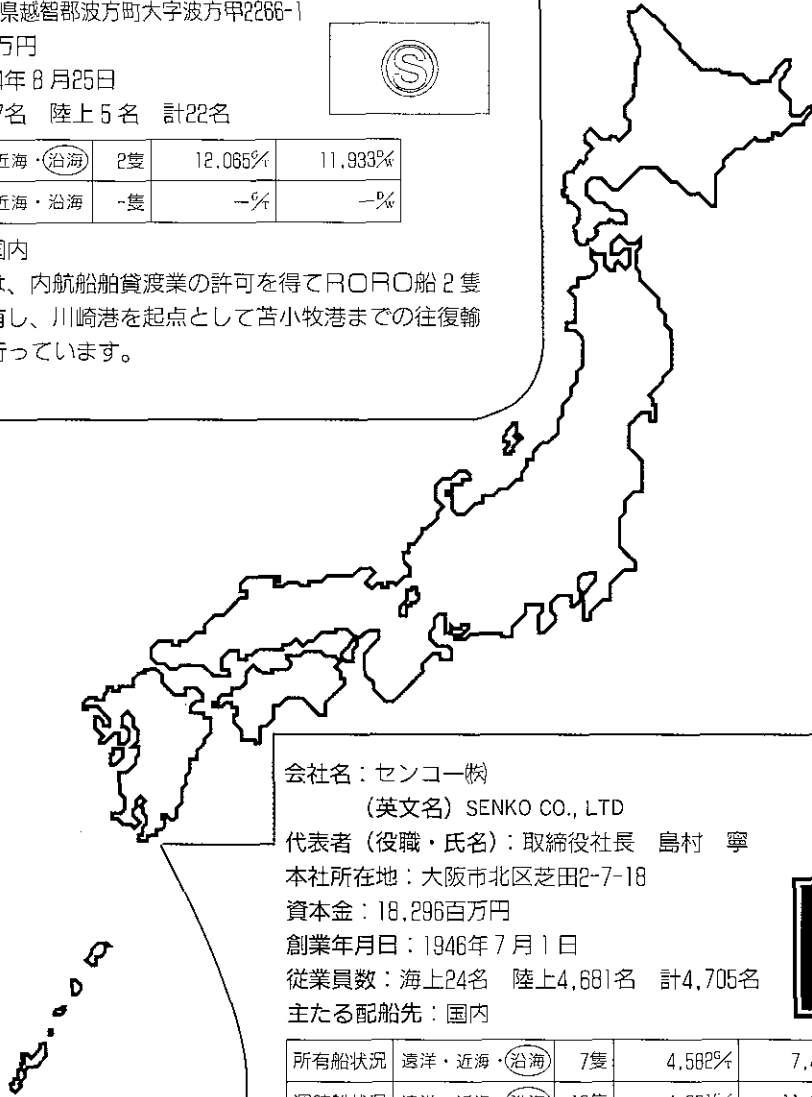 県越智郡波方町大字波方甲2266-1
万円
年8月25日
名 陸上5名 計22名
S
近海・沿海 2隻 12,065G/T 11,933D/W
近海・沿海 -隻 -G/T -D/W
国内
は、内航船舶貸渡業の許可を得てRORO船2隻
有し、川崎港を起点として苫小牧港までの往復輸
行っています。
会社名：センコー㈱
(英文名) SENKO CO., LTD
代表者（役職・氏名）：取締役社長 島村 寧
本社所在地：大阪市北区芝田2-7-18
資本金：18,296百万円
創業年月日：1946年7月1日
従業員数：海上24名 陸上4,681名 計4,705名
主たる配船先：国内
所有船状況 遠洋・近海・沿海 7隻 4,582G/T